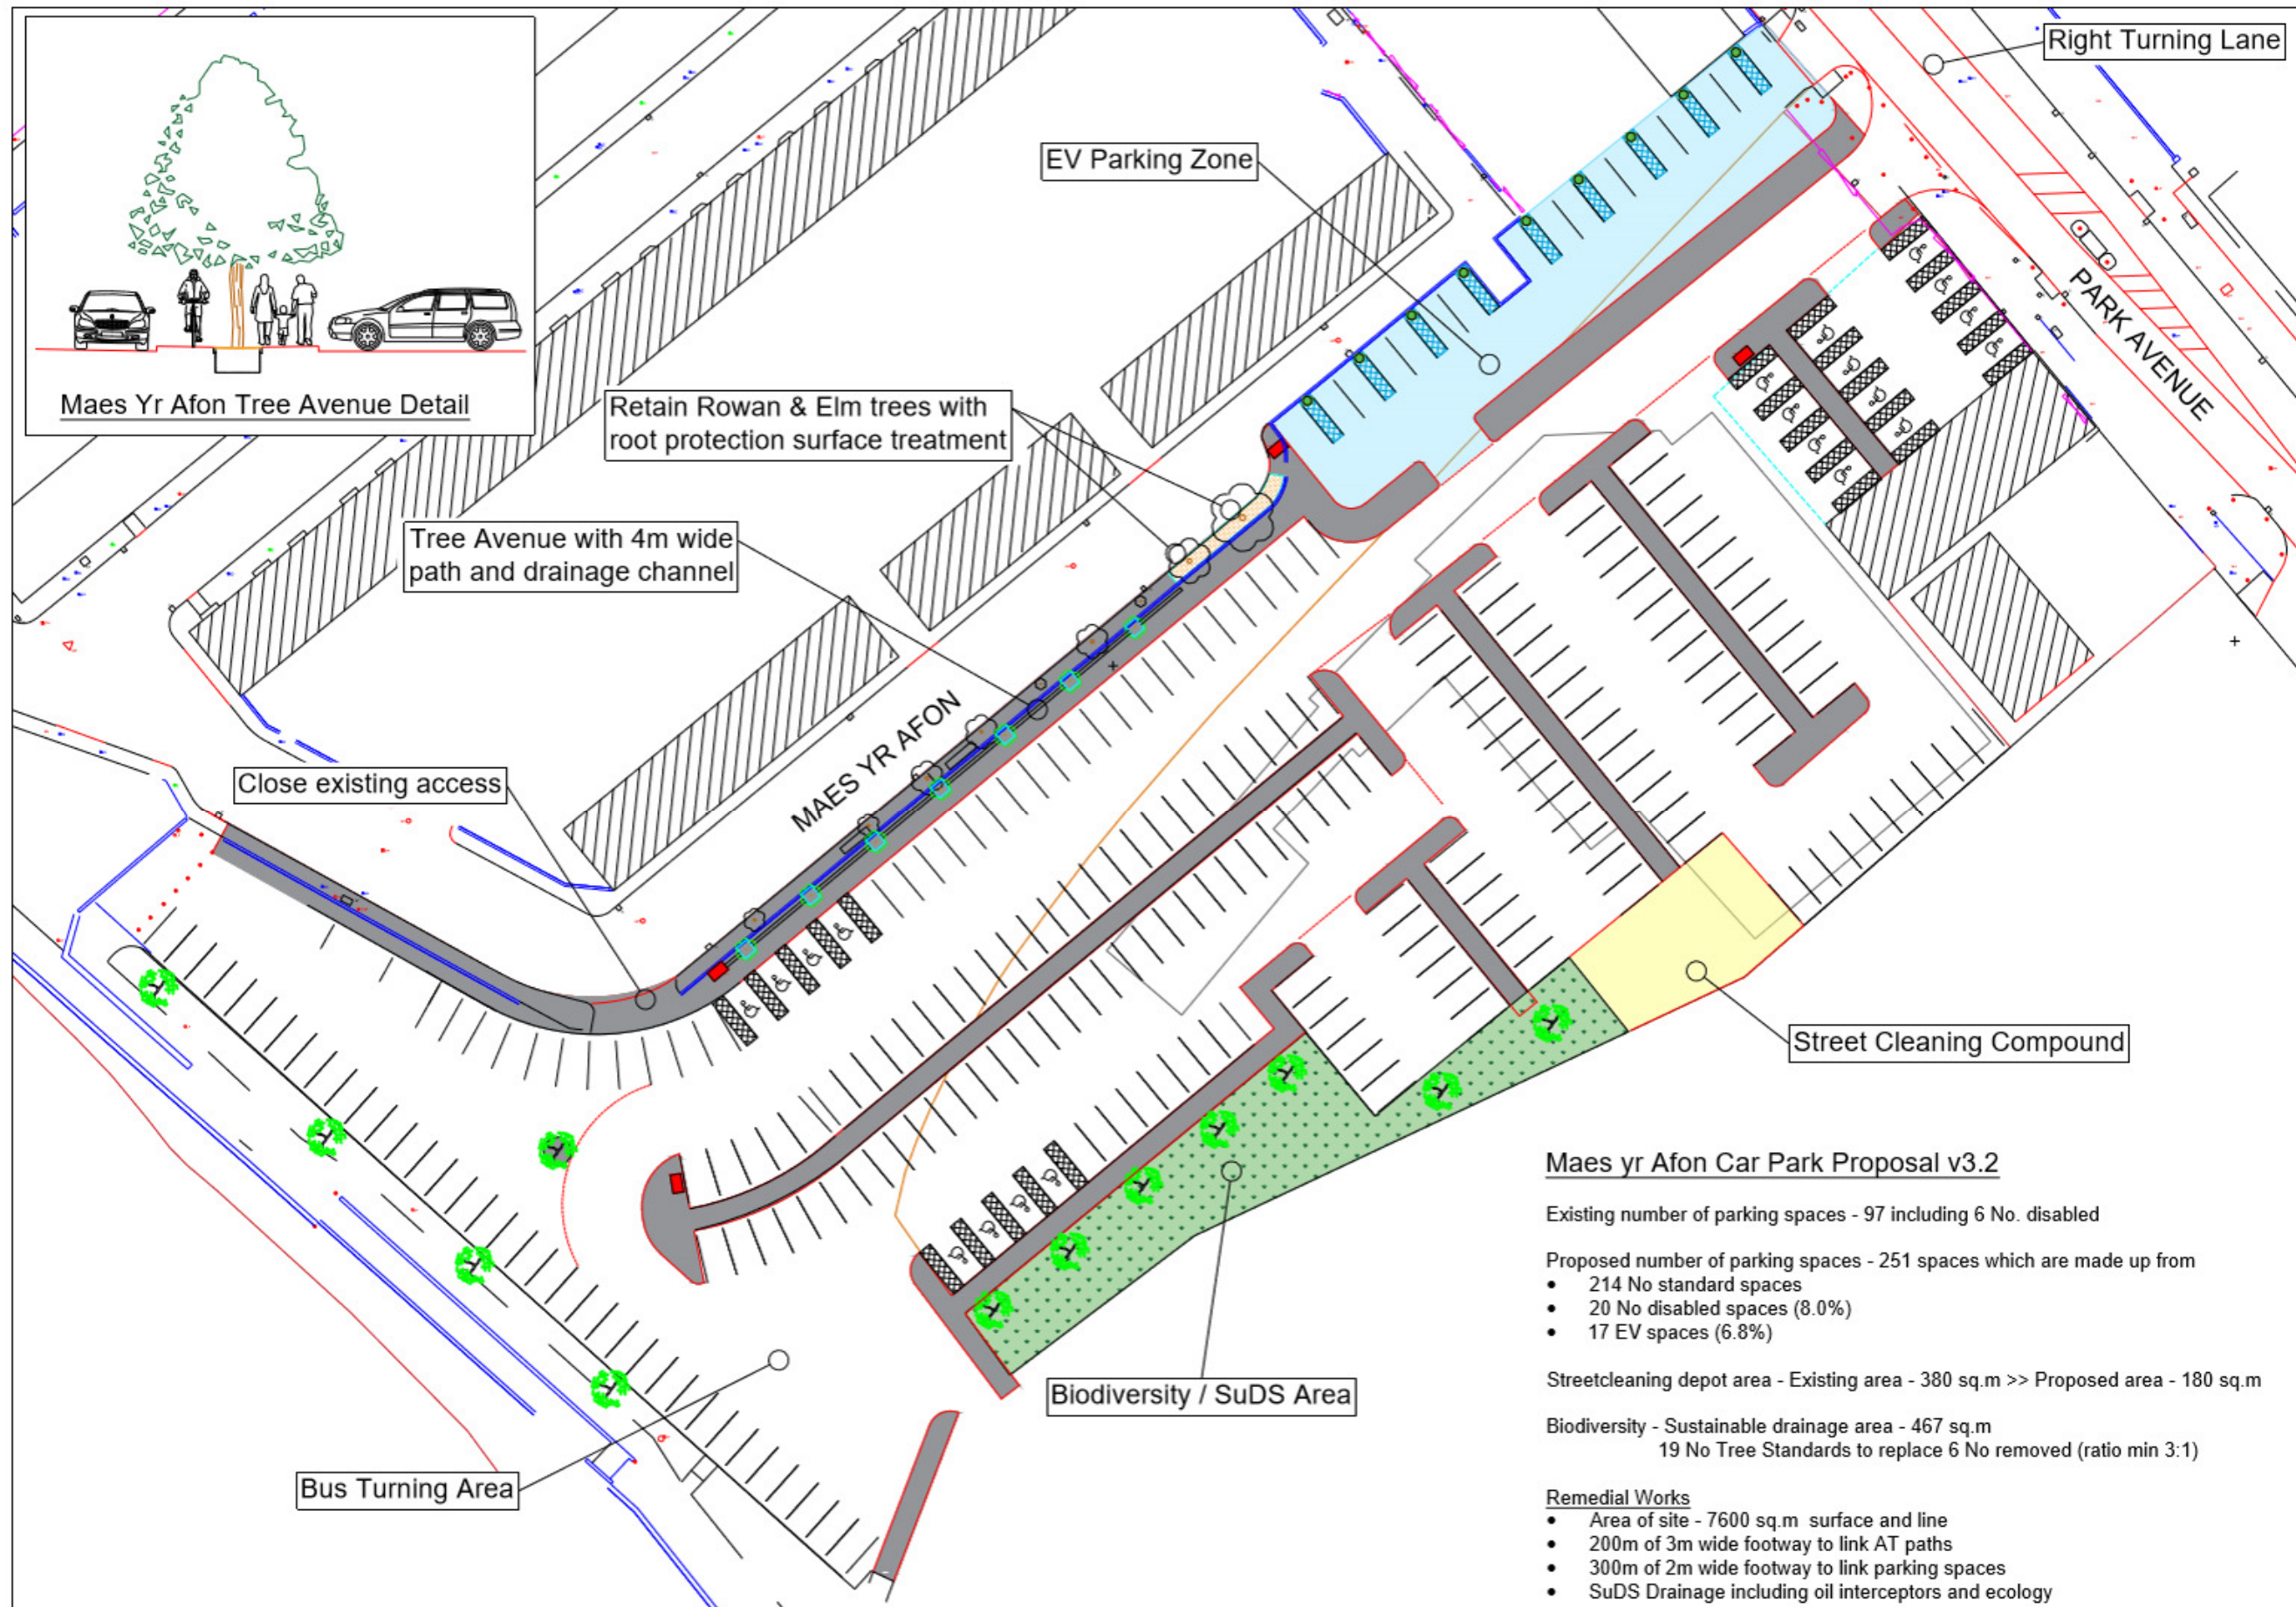 Right Turning Lane
EV Parking Zone
PARK AVENUE
Maes Yr Afon Tree Avenue Detail
Retain Rowan & Elm trees with
root protection surface treatment
Tree Avenue with 4m wide
path and drainage channel
MAES YR AFON
Close existing access
Street Cleaning Compound
Biodiversity / SuDS Area
Bus Turning Area
Maes yr Afon Car Park Proposal v3.2
Existing number of parking spaces - 97 including 6 No. disabled
Proposed number of parking spaces - 251 spaces which are made up from
• 214 No standard spaces
• 20 No disabled spaces (8.0%)
• 17 EV spaces (6.8%)
Streetcleaning depot area - Existing area - 380 sq.m >> Proposed area - 180 sq.m
Biodiversity - Sustainable drainage area - 467 sq.m
19 No Tree Standards to replace 6 No removed (ratio min 3:1)
Remedial Works
• Area of site - 7600 sq.m surface and line
• 200m of 3m wide footway to link AT paths
• 300m of 2m wide footway to link parking spaces
• SuDS Drainage including oil interceptors and ecology